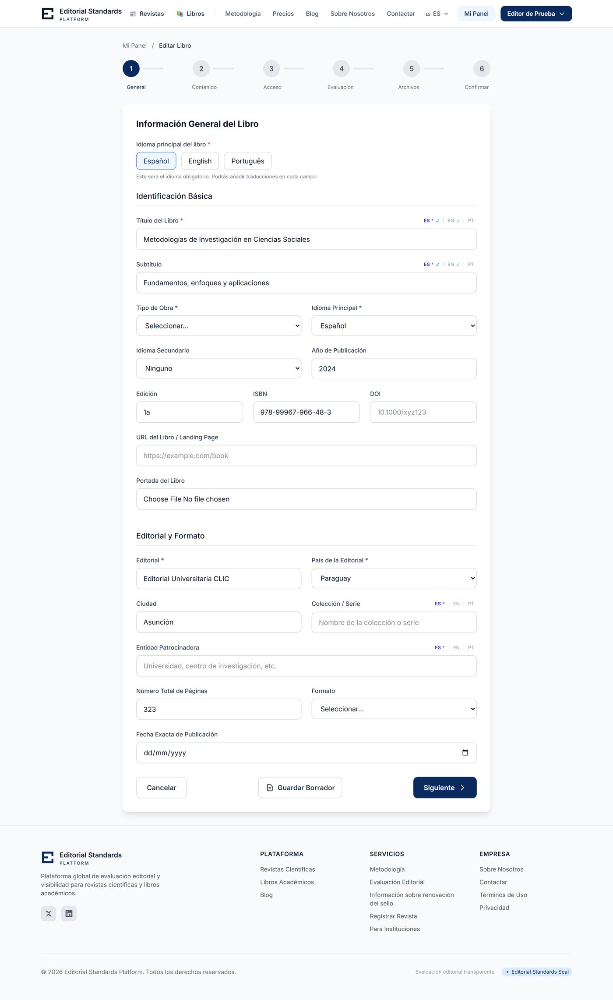 Editorial Standards
PLATFORM
Revistas
Libros
Metodología
Precios
Blog
Sobre Nosotros
Contactar
ES ES
Mi Panel
Editor de Prueba
Mi Panel / Editar Libro
1
2
3
4
5
6
General
Contenido
Acceso
Evaluación
Archivos
Confirmar
Información General del Libro
Idioma principal del libro *
Español
English
Português
Este será el idioma obligatorio. Podrás añadir traducciones en cada campo.
Identificación Básica
Título del Libro *
ES * ✓ | EN ✓ | PT
Metodologías de Investigación en Ciencias Sociales
Subtítulo
ES * ✓ | EN ✓ | PT
Fundamentos, enfoques y aplicaciones
Tipo de Obra *
Idioma Principal *
Seleccionar...
Español
Idioma Secundario
Año de Publicación
Ninguno
2024
Edición
ISBN
DOI
1a
978-99967-966-48-3
10.1000/xyz123
URL del Libro / Landing Page
https://example.com/book
Portada del Libro
Choose File No file chosen
Editorial y Formato
Editorial *
País de la Editorial *
Editorial Universitaria CLIC
Paraguay
Ciudad
Colección / Serie
ES * | EN | PT
Asunción
Nombre de la colección o serie
Entidad Patrocinadora
ES * | EN | PT
Universidad, centro de investigación, etc.
Número Total de Páginas
Formato
323
Seleccionar...
Fecha Exacta de Publicación
dd/mm/yyyy
Cancelar
Guardar Borrador
Siguiente
Editorial Standards
PLATFORM
Plataforma global de evaluación editorial y
visibilidad para revistas científicas y libros
académicos.
PLATAFORMA
Revistas Científicas
Libros Académicos
Blog
SERVICIOS
Metodología
Evaluación Editorial
Información sobre renovación
del sello
Registrar Revista
Para Instituciones
EMPRESA
Sobre Nosotros
Contactar
Términos de Uso
Privacidad
© 2026 Editorial Standards Platform. Todos los derechos reservados.
Evaluación editorial transparente
• Editorial Standards Seal